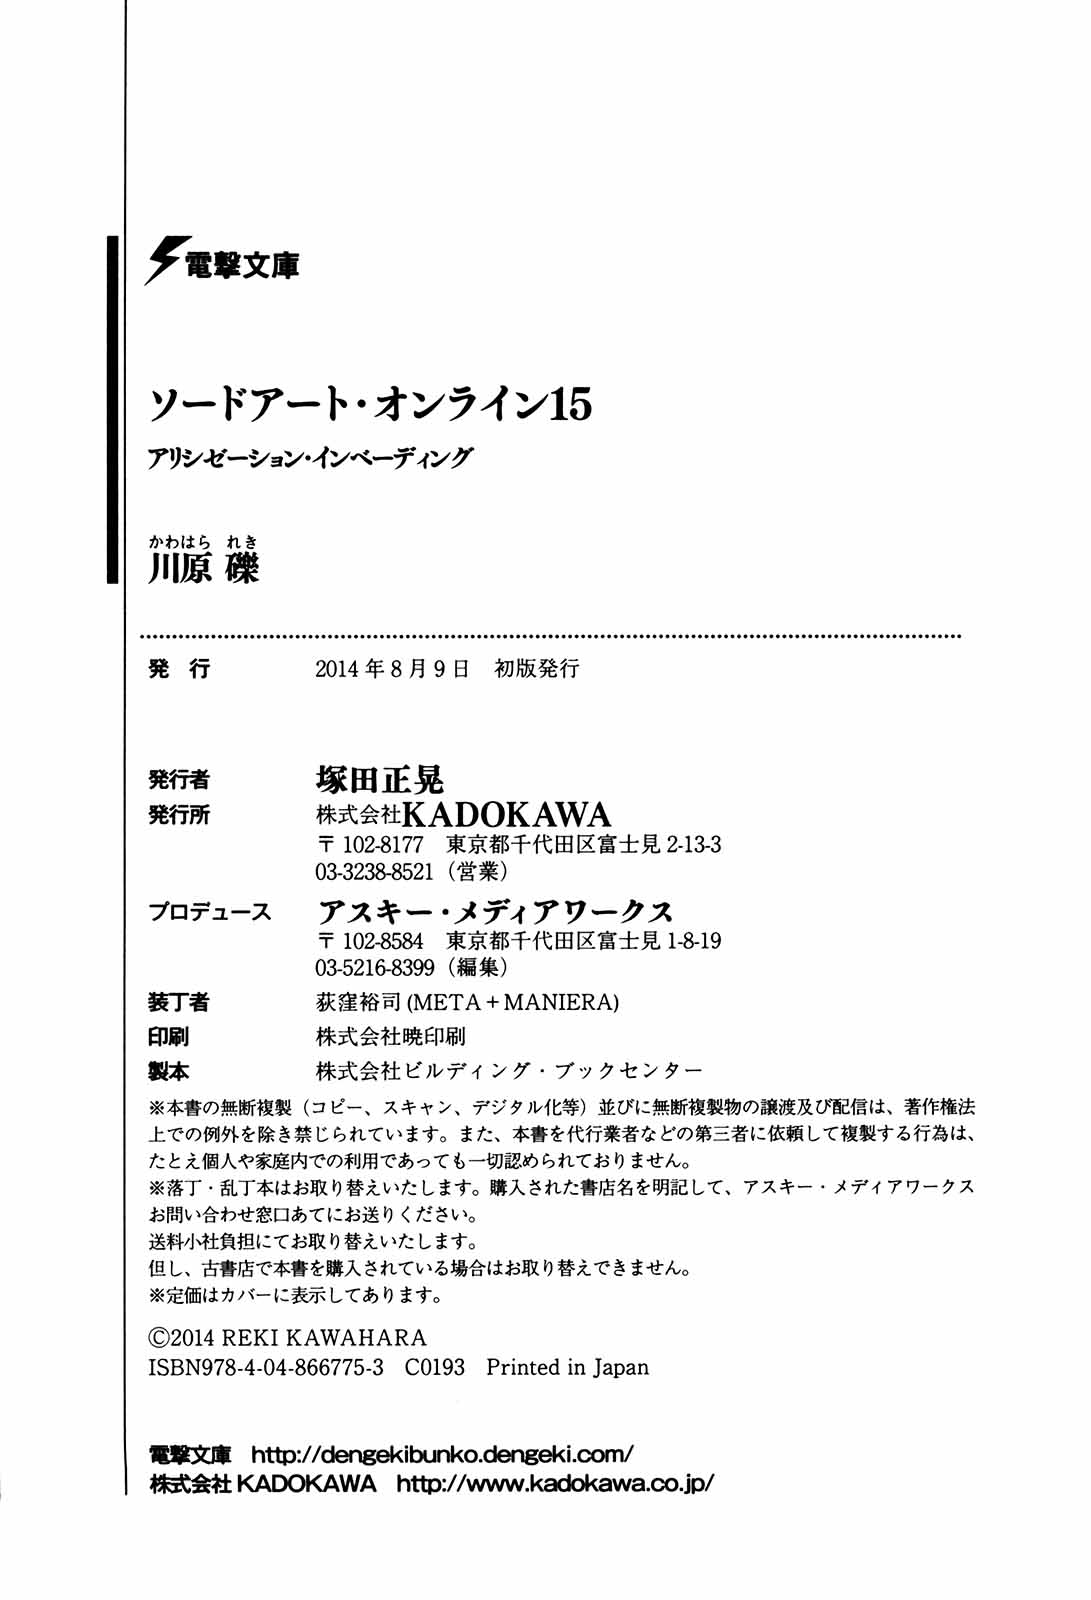 電撃文庫
ソードアート・オンライン15
アリシゼーション・インベーディング
かわはら れき
川原 礫
発 行 2014年8月9日 初版発行
発行者 塚田正晃
発行所 株式会社KADOKAWA
〒102-8177 東京都千代田区富士見2-13-3
03-3238-8521(営業)
プロデュース アスキー・メディアワークス
〒102-8584 東京都千代田区富士見1-8-19
03-5216-8399(編集)
装丁者 荻窪裕司(META+MANIERA)
印刷 株式会社暁印刷
製本 株式会社ビルディング・ブックセンター
※本書の無断複製(コピー、スキャン、デジタル化等)並びに無断複製物の譲渡及び配信は、著作権法
上での例外を除き禁じられています。また、本書を代行業者などの第三者に依頼して複製する行為は、
たとえ個人や家庭内での利用であっても一切認められておりません。
※落丁・乱丁本はお取り替えいたします。購入された書店名を明記して、アスキー・メディアワークス
お問い合わせ窓口あてにお送りください。
送料小社負担にてお取り替えいたします。
但し、古書店で本書を購入されている場合はお取り替えできません。
※定価はカバーに表示してあります。
©2014 REKI KAWAHARA
ISBN978-4-04-866775-3 C0193 Printed in Japan
電撃文庫 http://dengekibunko.dengeki.com/
株式会社KADOKAWA http://www.kadokawa.co.jp/